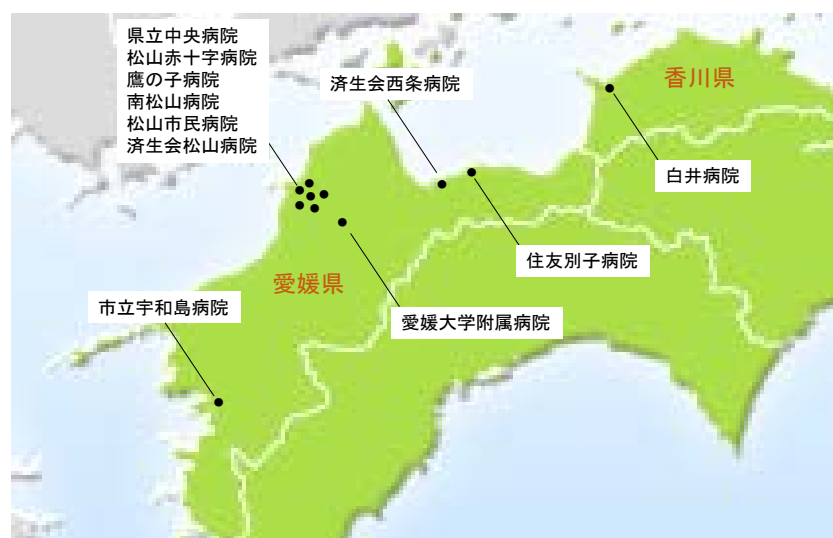 県立中央病院
松山赤十字病院
鷹の子病院
南松山病院
松山市民病院
済生会松山病院
済生会西条病院
香川県
白井病院
住友別子病院
愛媛県
市立宇和島病院
愛媛大学附属病院